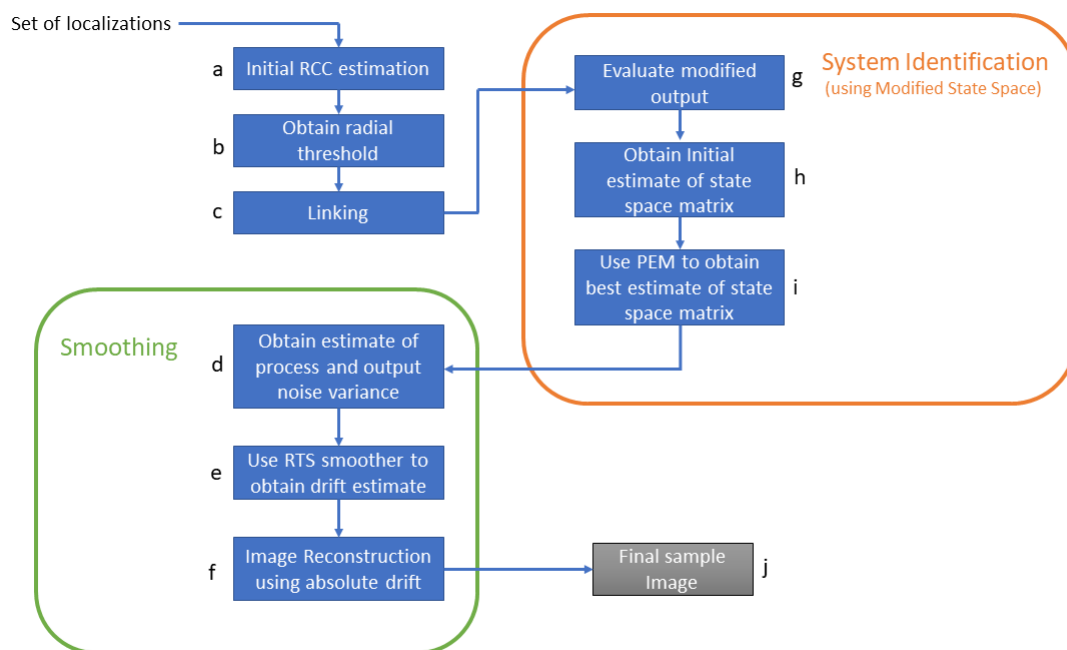 Set of localizations
a
Initial RCC estimation
b
Obtain radial
threshold
c
Linking
System Identification
(using Modified State Space)
Evaluate modified
output
g
Obtain Initial
estimate of state
space matrix
h
Use PEM to obtain
best estimate of state
space matrix
i
Smoothing
d
Obtain estimate of
process and output
noise variance
e
Use RTS smoother to
obtain drift estimate
f
Image Reconstruction
using absolute drift
Final sample
Image
j